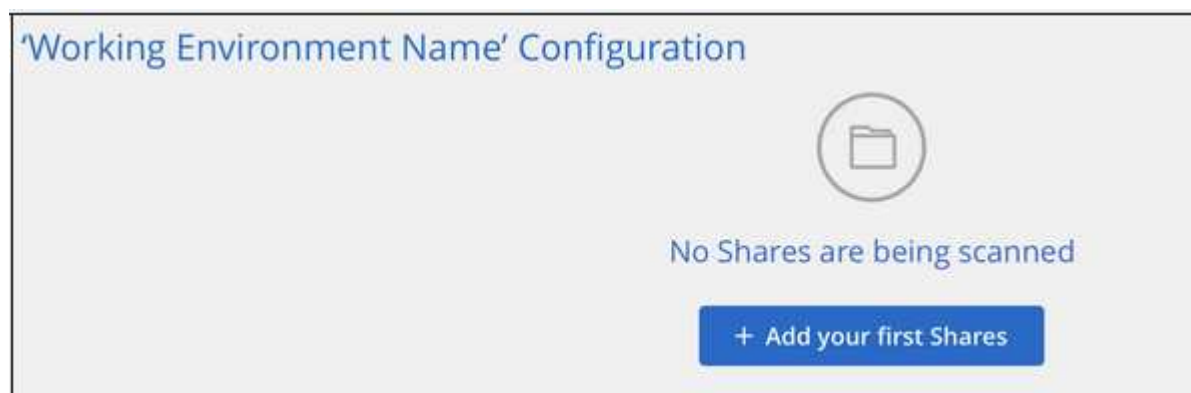 ‘Working Environment Name’ Configuration
No Shares are being scanned
+ Add your first Shares